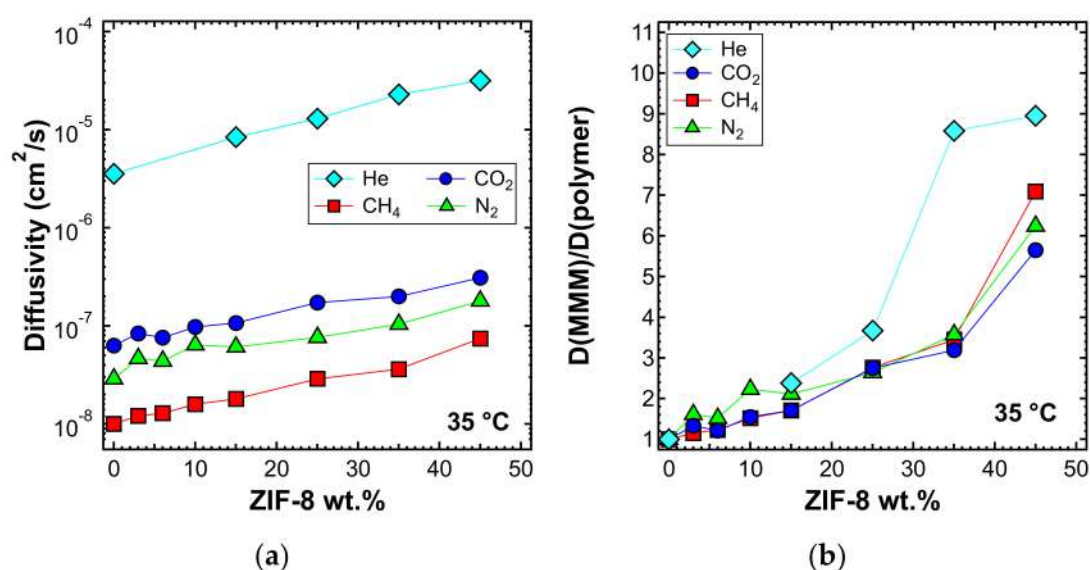 10⁻⁴
10⁻⁵
10⁻⁶
10⁻⁷
10⁻⁸
Diffusivity (cm²/s)
He
CO₂
CH₄
N₂
35 °C
0 10 20 30 40 50
ZIF-8 wt.%
(a)
11
10
9
8
7
6
5
4
3
2
1
D(MMM)/D(polymer)
He
CO₂
CH₄
N₂
35 °C
0 10 20 30 40 50
ZIF-8 wt.%
(b)